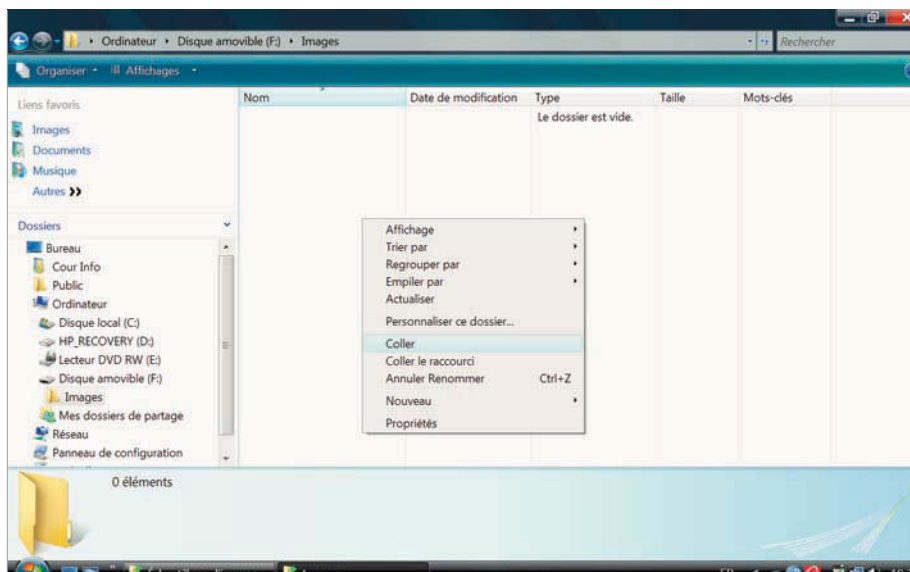 Ordinateur Disque amovible (F:) Images
Rechercher
Organiser Affichages
Liens favoris
Images
Documents
Musique
Autres
Dossiers
Bureau
Cour Info
Public
Ordinateur
Disque local (C:)
HP_RECOVERY (D:)
Lecteur DVD RW (E:)
Disque amovible (F:)
Images
Mes dossiers de partage
Réseau
Panneau de configuration
Nom Date de modification Type Taille Mots-clés
Le dossier est vide.
Affichage
Trier par
Regrouper par
Empiler par
Actualiser
Personnaliser ce dossier...
Coller
Coller le raccourci
Annuler Renommer Ctrl+Z
Nouveau
Propriétés
0 éléments